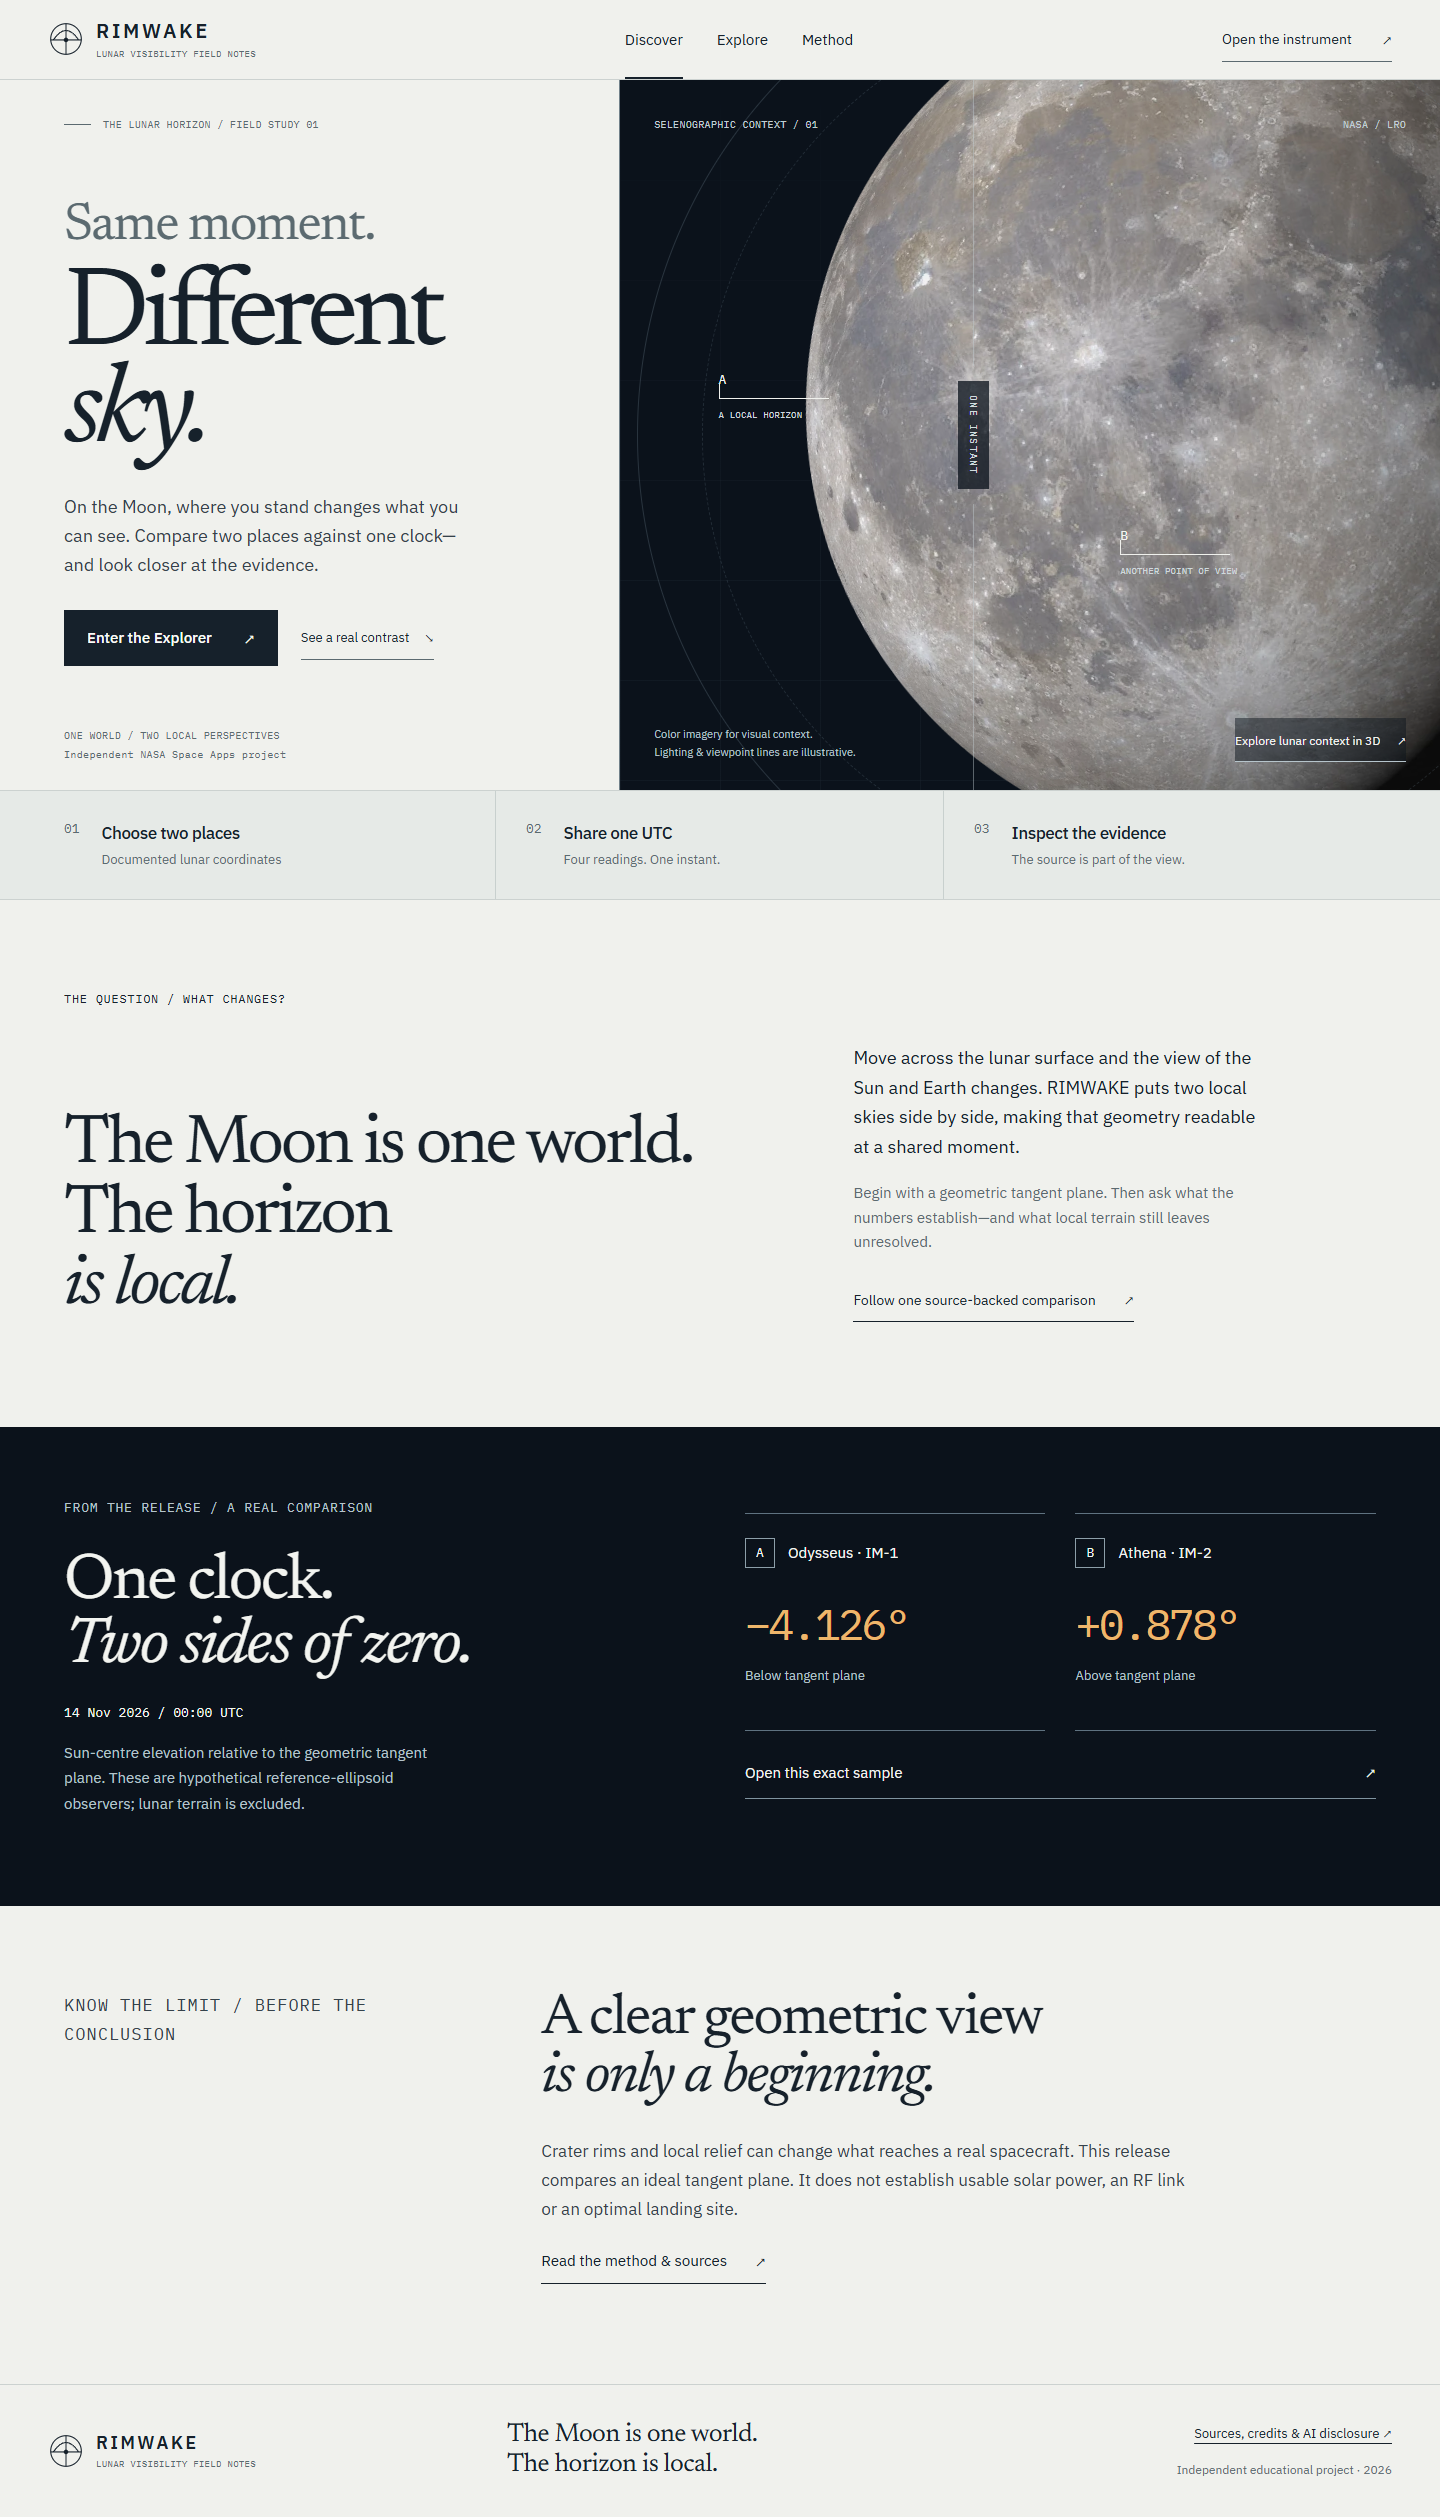 RIMWAKE
LUNAR VISIBILITY FIELD NOTES
Discover
Explore
Method
Open the instrument ↗
THE LUNAR HORIZON / FIELD STUDY 01
Same moment.
Different
sky.
On the Moon, where you stand changes what you
can see. Compare two places against one clock—
and look closer at the evidence.
Enter the Explorer ↗
See a real contrast ↘
ONE WORLD / TWO LOCAL PERSPECTIVES
Independent NASA Space Apps project
SELENOGRAPHIC CONTEXT / 01
NASA / LRO
A
A LOCAL HORIZON
ONE INSTANT
B
ANOTHER POINT OF VIEW
Color imagery for visual context.
Lighting & viewpoint lines are illustrative.
Explore lunar context in 3D ↗
01
Choose two places
Documented lunar coordinates
02
Share one UTC
Four readings. One instant.
03
Inspect the evidence
The source is part of the view.
THE QUESTION / WHAT CHANGES?
The Moon is one world.
The horizon
is local.
Move across the lunar surface and the view of the
Sun and Earth changes. RIMWAKE puts two local
skies side by side, making that geometry readable
at a shared moment.
Begin with a geometric tangent plane. Then ask what the
numbers establish—and what local terrain still leaves
unresolved.
Follow one source-backed comparison ↗
FROM THE RELEASE / A REAL COMPARISON
One clock.
Two sides of zero.
14 Nov 2026 / 00:00 UTC
Sun-centre elevation relative to the geometric tangent
plane. These are hypothetical reference-ellipsoid
observers; lunar terrain is excluded.
A
Odysseus · IM-1
−4.126°
Below tangent plane
B
Athena · IM-2
+0.878°
Above tangent plane
Open this exact sample ↗
KNOW THE LIMIT / BEFORE THE
CONCLUSION
A clear geometric view
is only a beginning.
Crater rims and local relief can change what reaches a real spacecraft. This release
compares an ideal tangent plane. It does not establish usable solar power, an RF link
or an optimal landing site.
Read the method & sources ↗
RIMWAKE
LUNAR VISIBILITY FIELD NOTES
The Moon is one world.
The horizon is local.
Sources, credits & AI disclosure ↗
Independent educational project · 2026